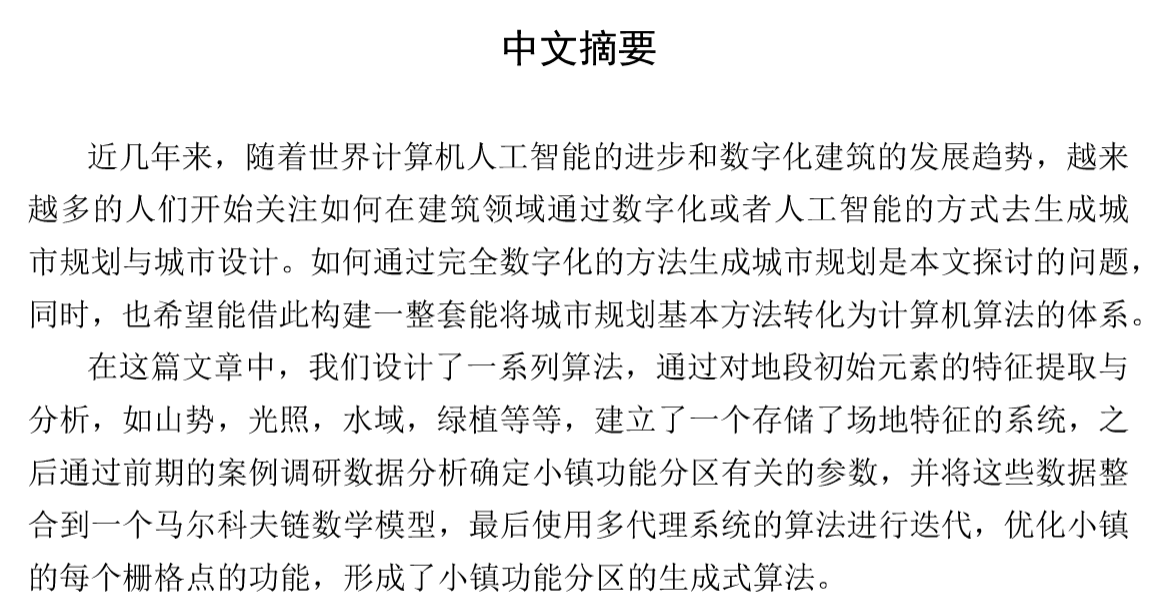 中文摘要
近几年来，随着世界计算机人工智能的进步和数字化建筑的发展趋势，越来
越多的人们开始关注如何在建筑领域通过数字化或者人工智能的方式去生成城
市规划与城市设计。如何通过完全数字化的方法生成城市规划是本文探讨的问题，
同时，也希望能借此构建一整套能将城市规划基本方法转化为计算机算法的体系。
在这篇文章中，我们设计了一系列算法，通过对地段初始元素的特征提取与
分析，如山势，光照，水域，绿植等等，建立了一个存储了场地特征的系统，之
后通过前期的案例调研数据分析确定小镇功能分区有关的参数，并将这些数据整
合到一个马尔科夫链数学模型，最后使用多代理系统的算法进行迭代，优化小镇
的每个栅格点的功能，形成了小镇功能分区的生成式算法。